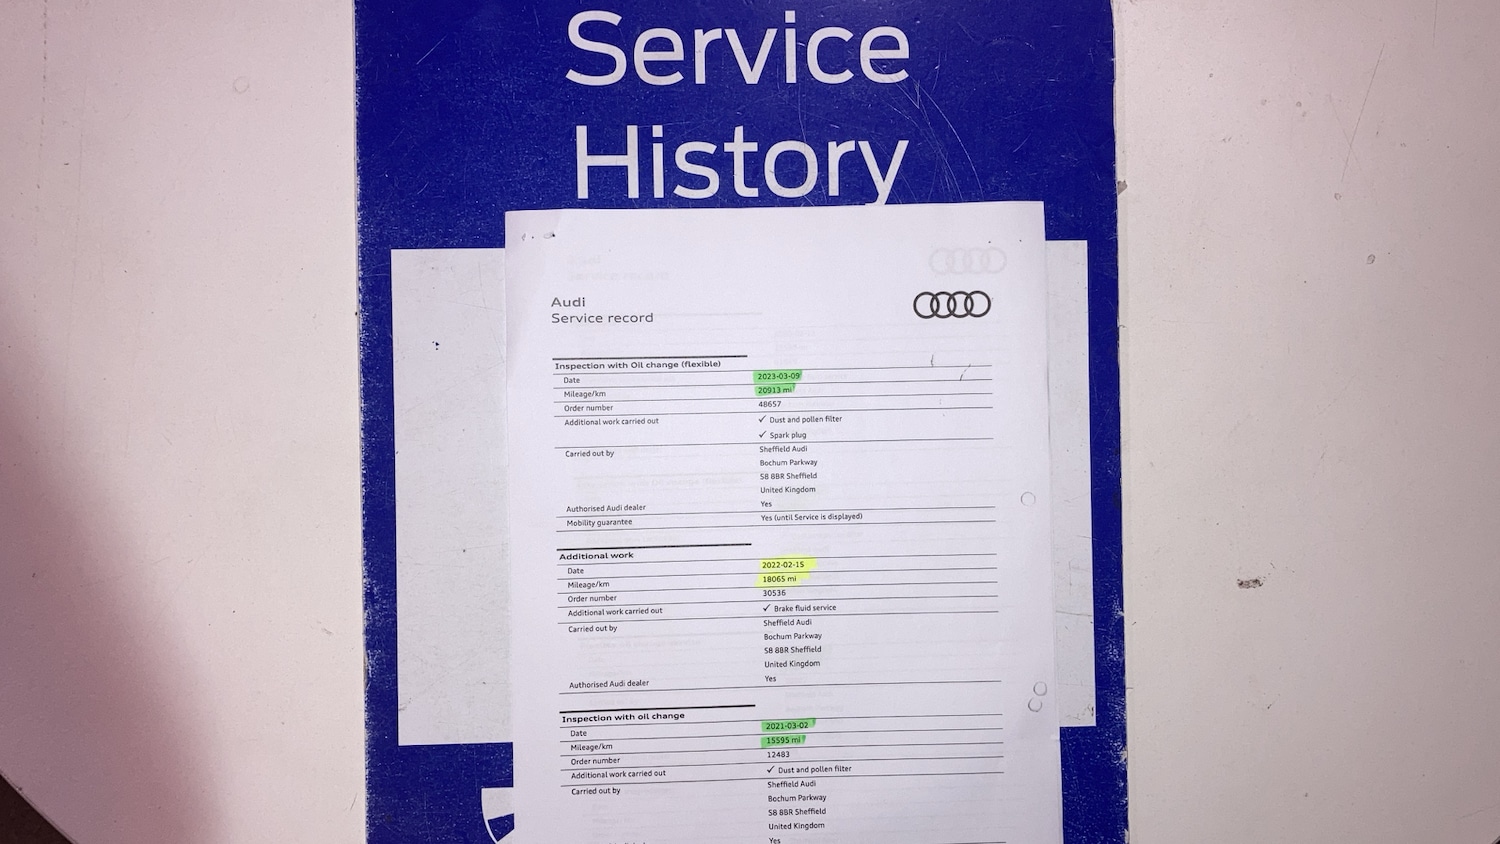 Service
History
Audi
Service record
Inspection with Oil change (flexible)
Date 2023-03-09
Mileage/km 20913 mi
Order number 48657
Additional work carried out ✓ Dust and pollen filter
✓ Spark plug
Carried out by Sheffield Audi
Bochum Parkway
S8 8BR Sheffield
United Kingdom
Authorised Audi dealer Yes
Mobility guarantee Yes (until Service is displayed)
Additional work
Date 2022-02-15
Mileage/km 18065 mi
Order number 30536
Additional work carried out ✓ Brake fluid service
Carried out by Sheffield Audi
Bochum Parkway
S8 8BR Sheffield
United Kingdom
Authorised Audi dealer Yes
Inspection with oil change
Date 2021-03-02
Mileage/km 15595 mi
Order number 12483
Additional work carried out ✓ Dust and pollen filter
Carried out by Sheffield Audi
Bochum Parkway
S8 8BR Sheffield
United Kingdom
Yes